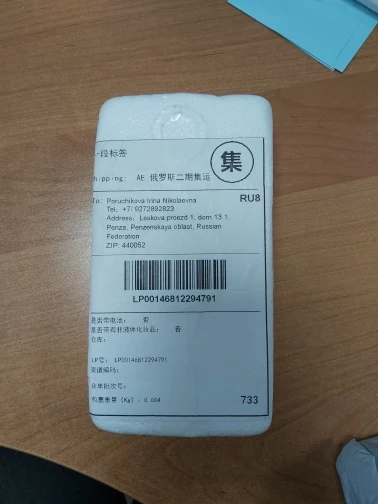 一段标签
集
hipping: AE 俄罗斯二期集运
RU8
To: Poruchikova Irina Nikolaevna
Tel: +7: 9272892823
Address: Leskova proezd 1, dom 13 1.
Penza, Penzenskaya oblast, Russian
Federation
ZIP: 440052
LP00146812294791
是否带电池: 否
是否带有非液体化妆品: 否
仓库:
LP号: LP00146812294791
渠道编码:
仓单批次号:
包裹重量 (Kg): 0.004
733